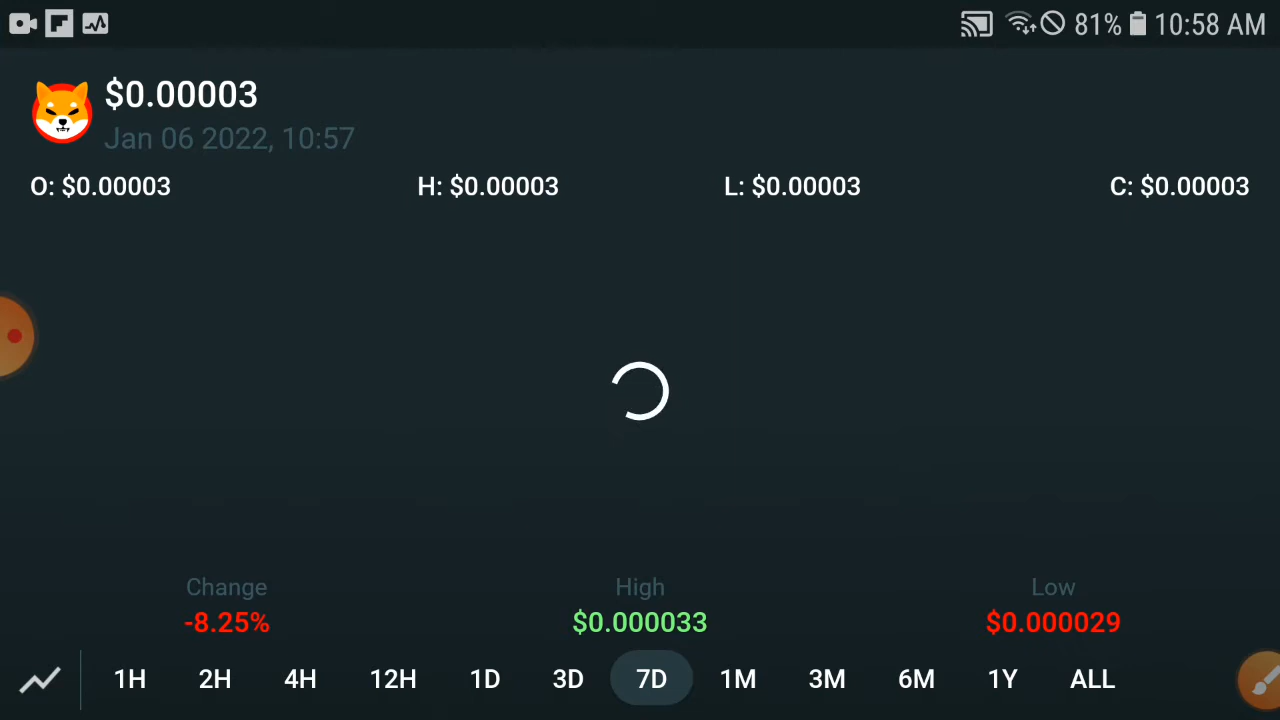 81% 10:58 AM
$0.00003
Jan 06 2022, 10:57
O: $0.00003 H: $0.00003 L: $0.00003 C: $0.00003
Change High Low
-8.25% $0.000033 $0.000029
1H 2H 4H 12H 1D 3D 7D 1M 3M 6M 1Y ALL